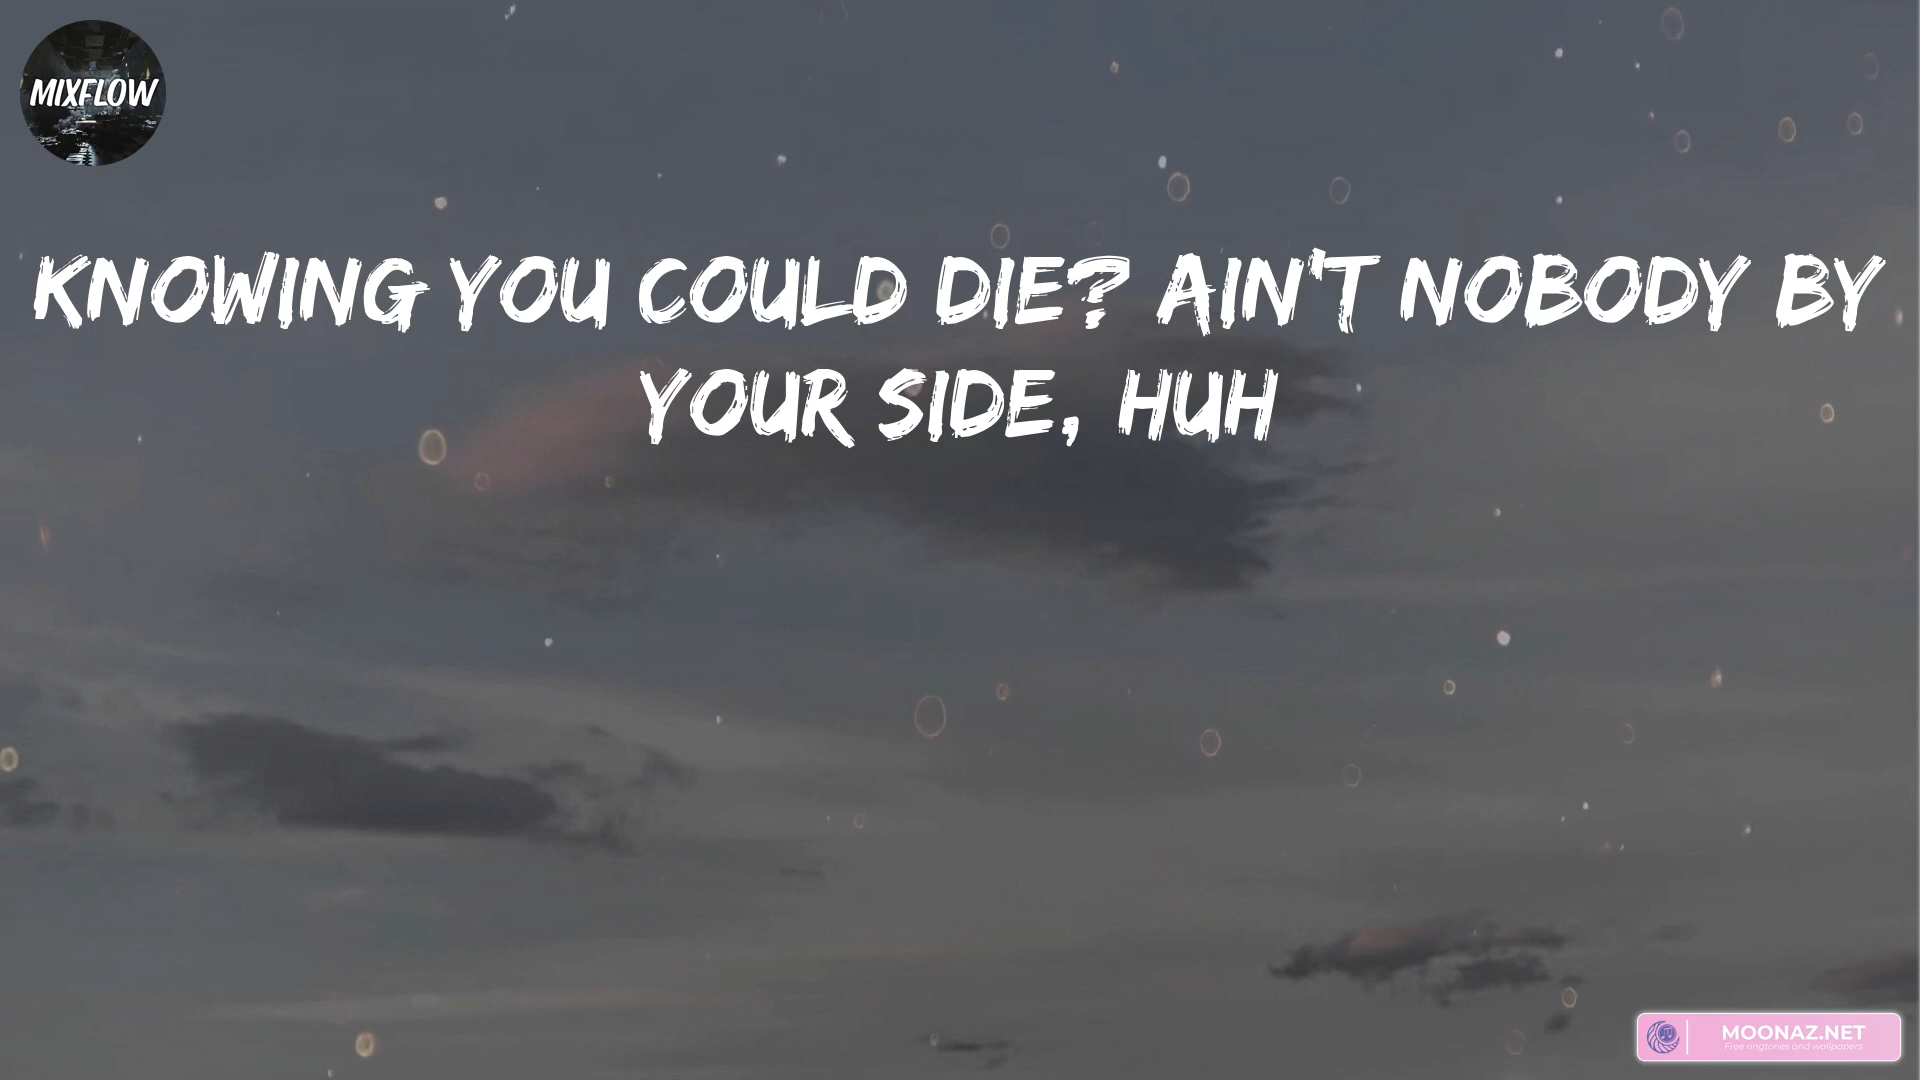 MIXFLOW
KNOWING YOU COULD DIE? AIN'T NOBODY BY
YOUR SIDE, HUH
MOONAZ.NET
Free ringtones and wallpapers